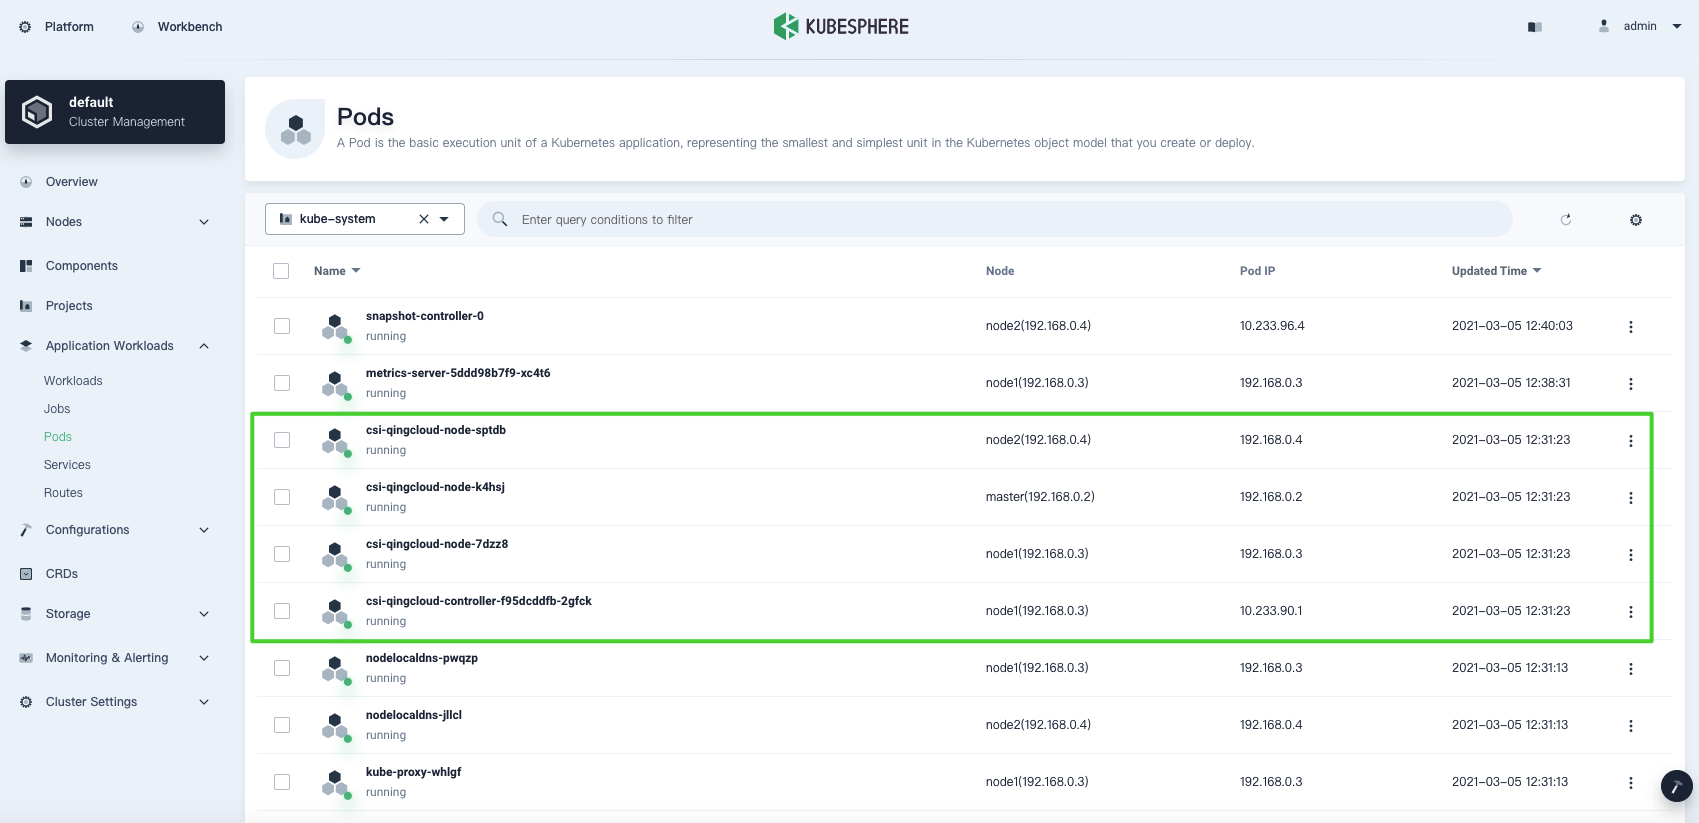 Platform
Workbench
KUBESPHERE
admin
default
Cluster Management
Overview
Nodes
Components
Projects
Application Workloads
Workloads
Jobs
Pods
Services
Routes
Configurations
CRDs
Storage
Monitoring & Alerting
Cluster Settings
Pods
A Pod is the basic execution unit of a Kubernetes application, representing the smallest and simplest unit in the Kubernetes object model that you create or deploy.
kube-system
Enter query conditions to filter
Name Node Pod IP Updated Time
snapshot-controller-0
running
node2(192.168.0.4) 10.233.96.4 2021-03-05 12:40:03
metrics-server-5ddd98b7f9-xc4t6
running
node1(192.168.0.3) 192.168.0.3 2021-03-05 12:38:31
csi-qingcloud-node-sptdb
running
node2(192.168.0.4) 192.168.0.4 2021-03-05 12:31:23
csi-qingcloud-node-k4hsj
running
master(192.168.0.2) 192.168.0.2 2021-03-05 12:31:23
csi-qingcloud-node-7dzz8
running
node1(192.168.0.3) 192.168.0.3 2021-03-05 12:31:23
csi-qingcloud-controller-f95dcddfb-2gfck
running
node1(192.168.0.3) 10.233.90.1 2021-03-05 12:31:23
nodelocaldns-pwqzp
running
node1(192.168.0.3) 192.168.0.3 2021-03-05 12:31:13
nodelocaldns-jllcl
running
node2(192.168.0.4) 192.168.0.4 2021-03-05 12:31:13
kube-proxy-whlgf
running
node1(192.168.0.3) 192.168.0.3 2021-03-05 12:31:13